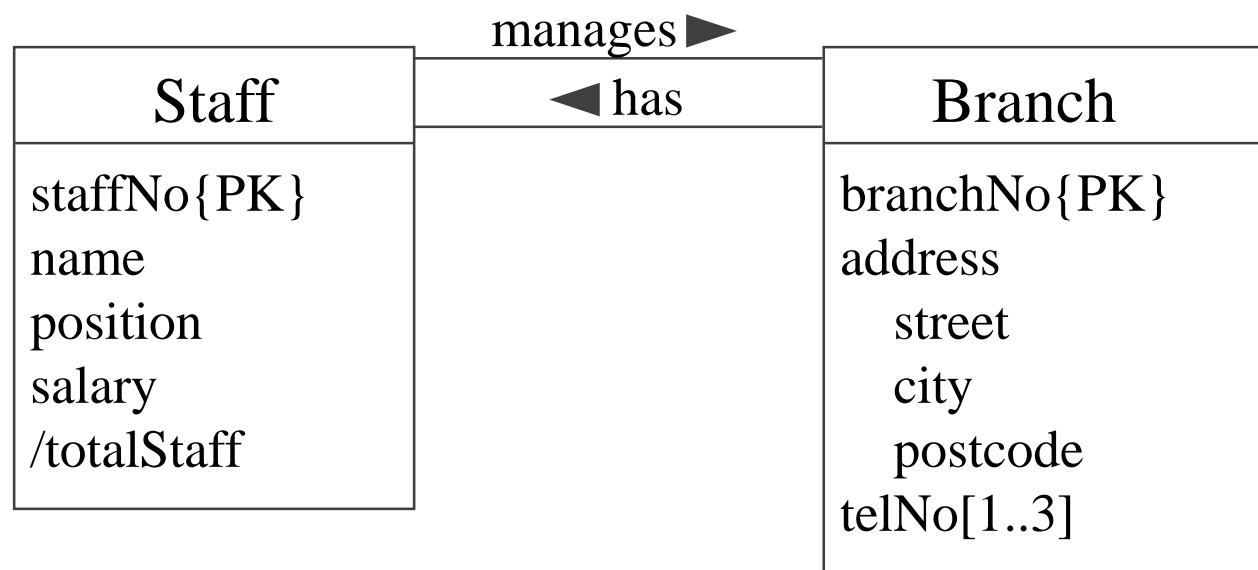 manages
has
Staff
staffNo{PK}
name
position
salary
/totalStaff
Branch
branchNo{PK}
address
street
city
postcode
telNo[1..3]